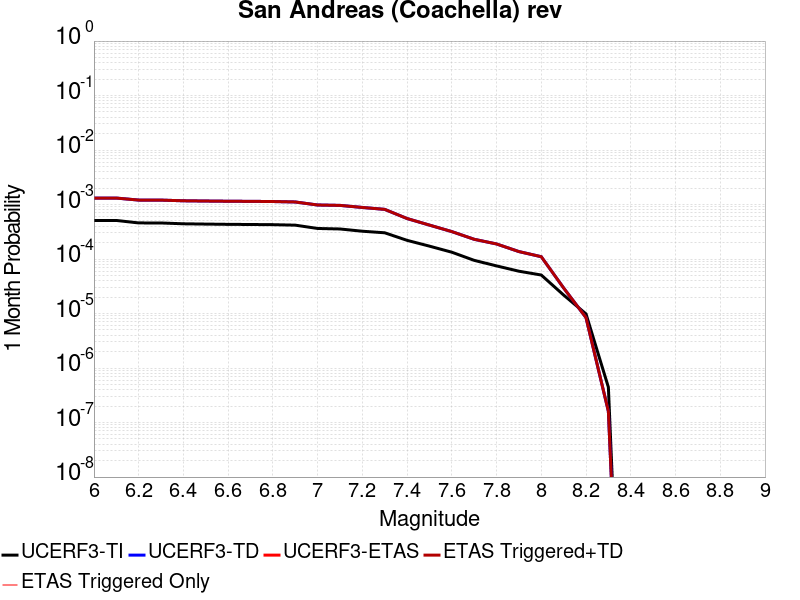 San Andreas (Coachella) rev
10^0
10^-1
10^-2
10^-3
10^-4
10^-5
10^-6
10^-7
10^-8
1 Month Probability
6 6.2 6.4 6.6 6.8 7 7.2 7.4 7.6 7.8 8 8.2 8.4 8.6 8.8 9
Magnitude
UCERF3-TI UCERF3-TD UCERF3-ETAS ETAS Triggered+TD
ETAS Triggered Only